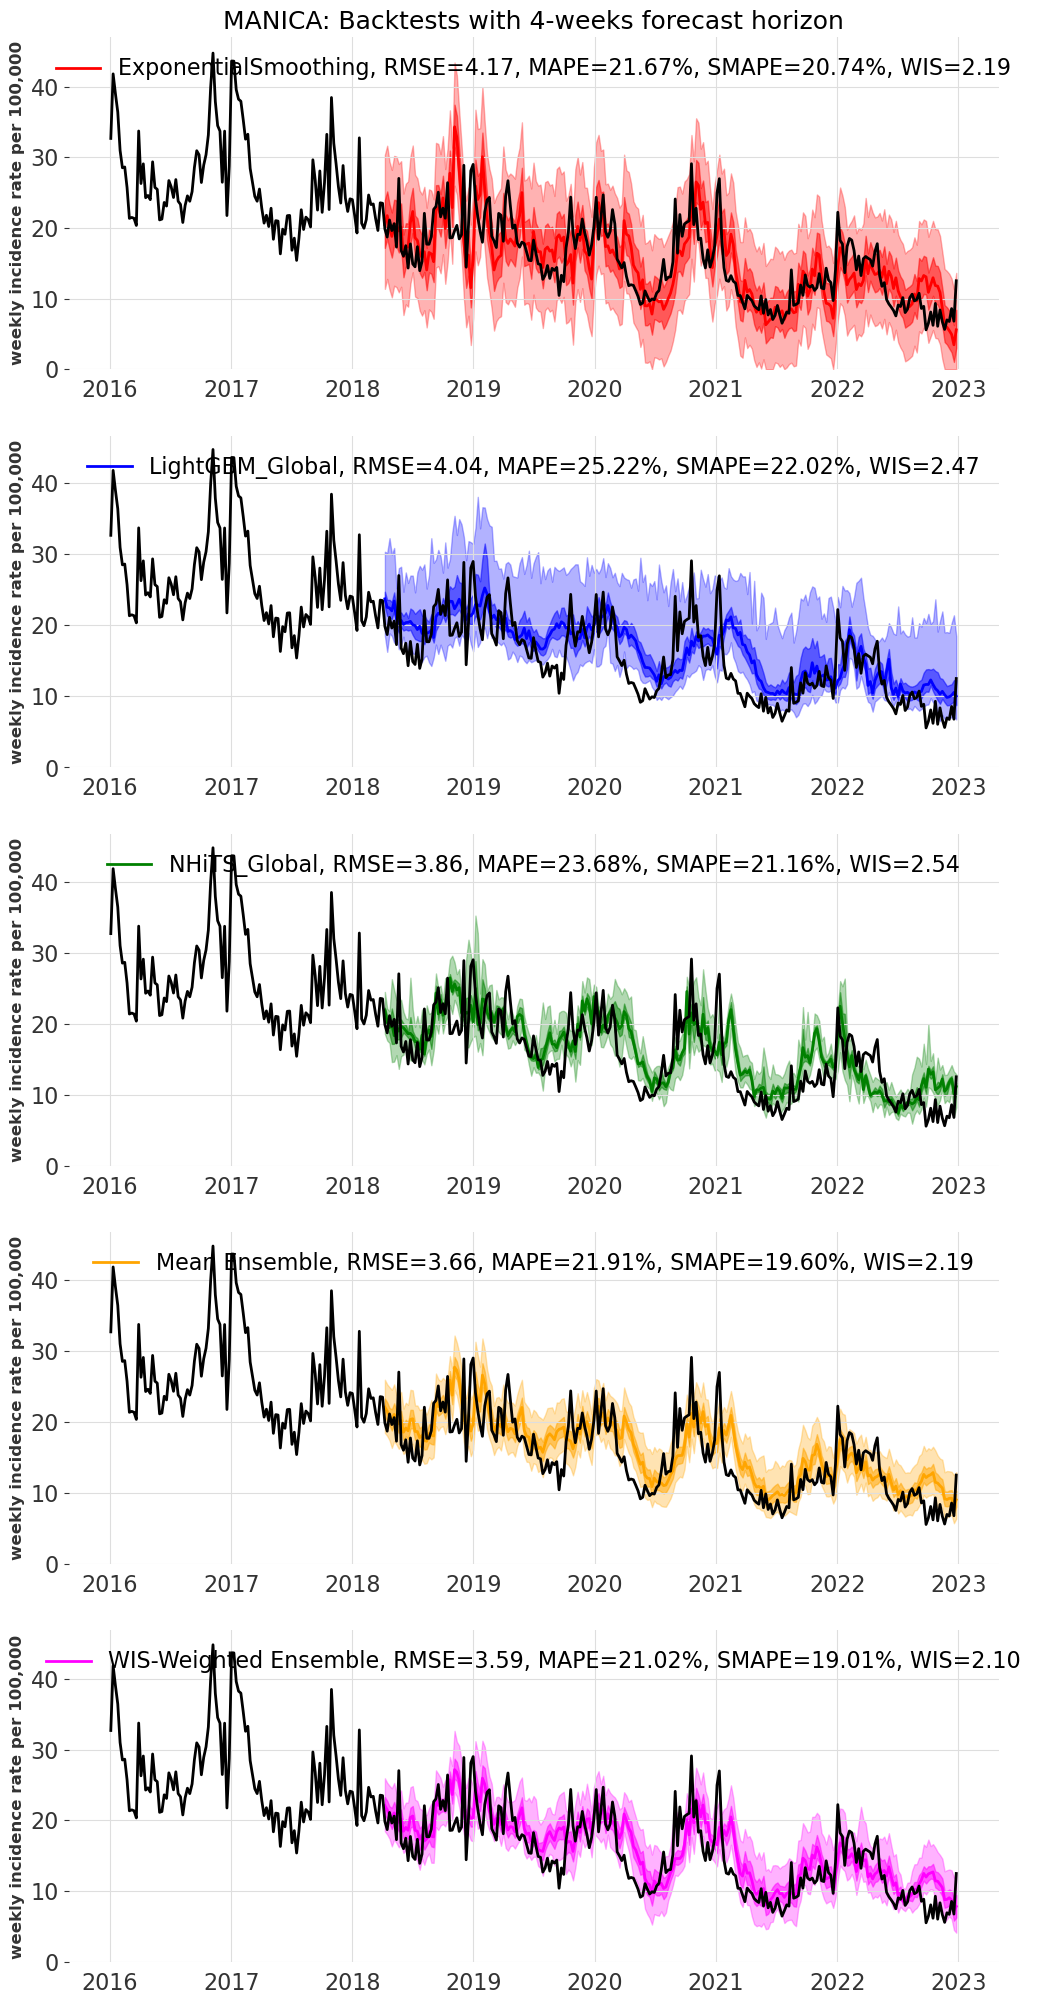 MANICA: Backtests with 4-weeks forecast horizon
ExponentialSmoothing, RMSE=4.17, MAPE=21.67%, SMAPE=20.74%, WIS=2.19
weekly incidence rate per 100,000
40
30
20
10
0
2016 2017 2018 2019 2020 2021 2022 2023
LightGBM_Global, RMSE=4.04, MAPE=25.22%, SMAPE=22.02%, WIS=2.47
weekly incidence rate per 100,000
40
30
20
10
0
2016 2017 2018 2019 2020 2021 2022 2023
NHiTS_Global, RMSE=3.86, MAPE=23.68%, SMAPE=21.16%, WIS=2.54
weekly incidence rate per 100,000
40
30
20
10
0
2016 2017 2018 2019 2020 2021 2022 2023
Mean Ensemble, RMSE=3.66, MAPE=21.91%, SMAPE=19.60%, WIS=2.19
weekly incidence rate per 100,000
40
30
20
10
0
2016 2017 2018 2019 2020 2021 2022 2023
WIS-Weighted Ensemble, RMSE=3.59, MAPE=21.02%, SMAPE=19.01%, WIS=2.10
weekly incidence rate per 100,000
40
30
20
10
0
2016 2017 2018 2019 2020 2021 2022 2023